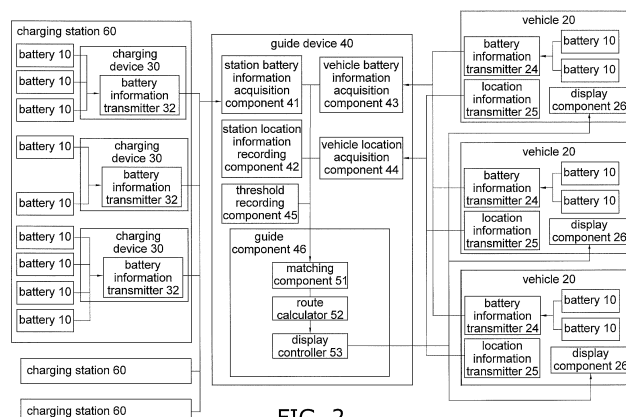 charging station 60
battery 10
battery 10
battery 10
charging
device 30
battery
information
transmitter 32
battery 10
battery 10
charging
device 30
battery
information
transmitter 32
battery 10
battery 10
battery 10
battery 10
charging
device 30
battery
information
transmitter 32
charging station 60
charging station 60
guide device 40
station battery
information
acquisition
component 41
vehicle battery
information
acquisition
component 43
station location
information
recording
component 42
vehicle location
acquisition
component 44
threshold
recording
component 45
guide
component 46
matching
component 51
route
calculator 52
display
controller 53
vehicle 20
battery
information
transmitter 24
battery 10
battery 10
location
information
transmitter 25
display
component 26
vehicle 20
battery
information
transmitter 24
battery 10
battery 10
location
information
transmitter 25
display
component 26
vehicle 20
battery
information
transmitter 24
battery 10
battery 10
location
information
transmitter 25
display
component 26
FIG. 2